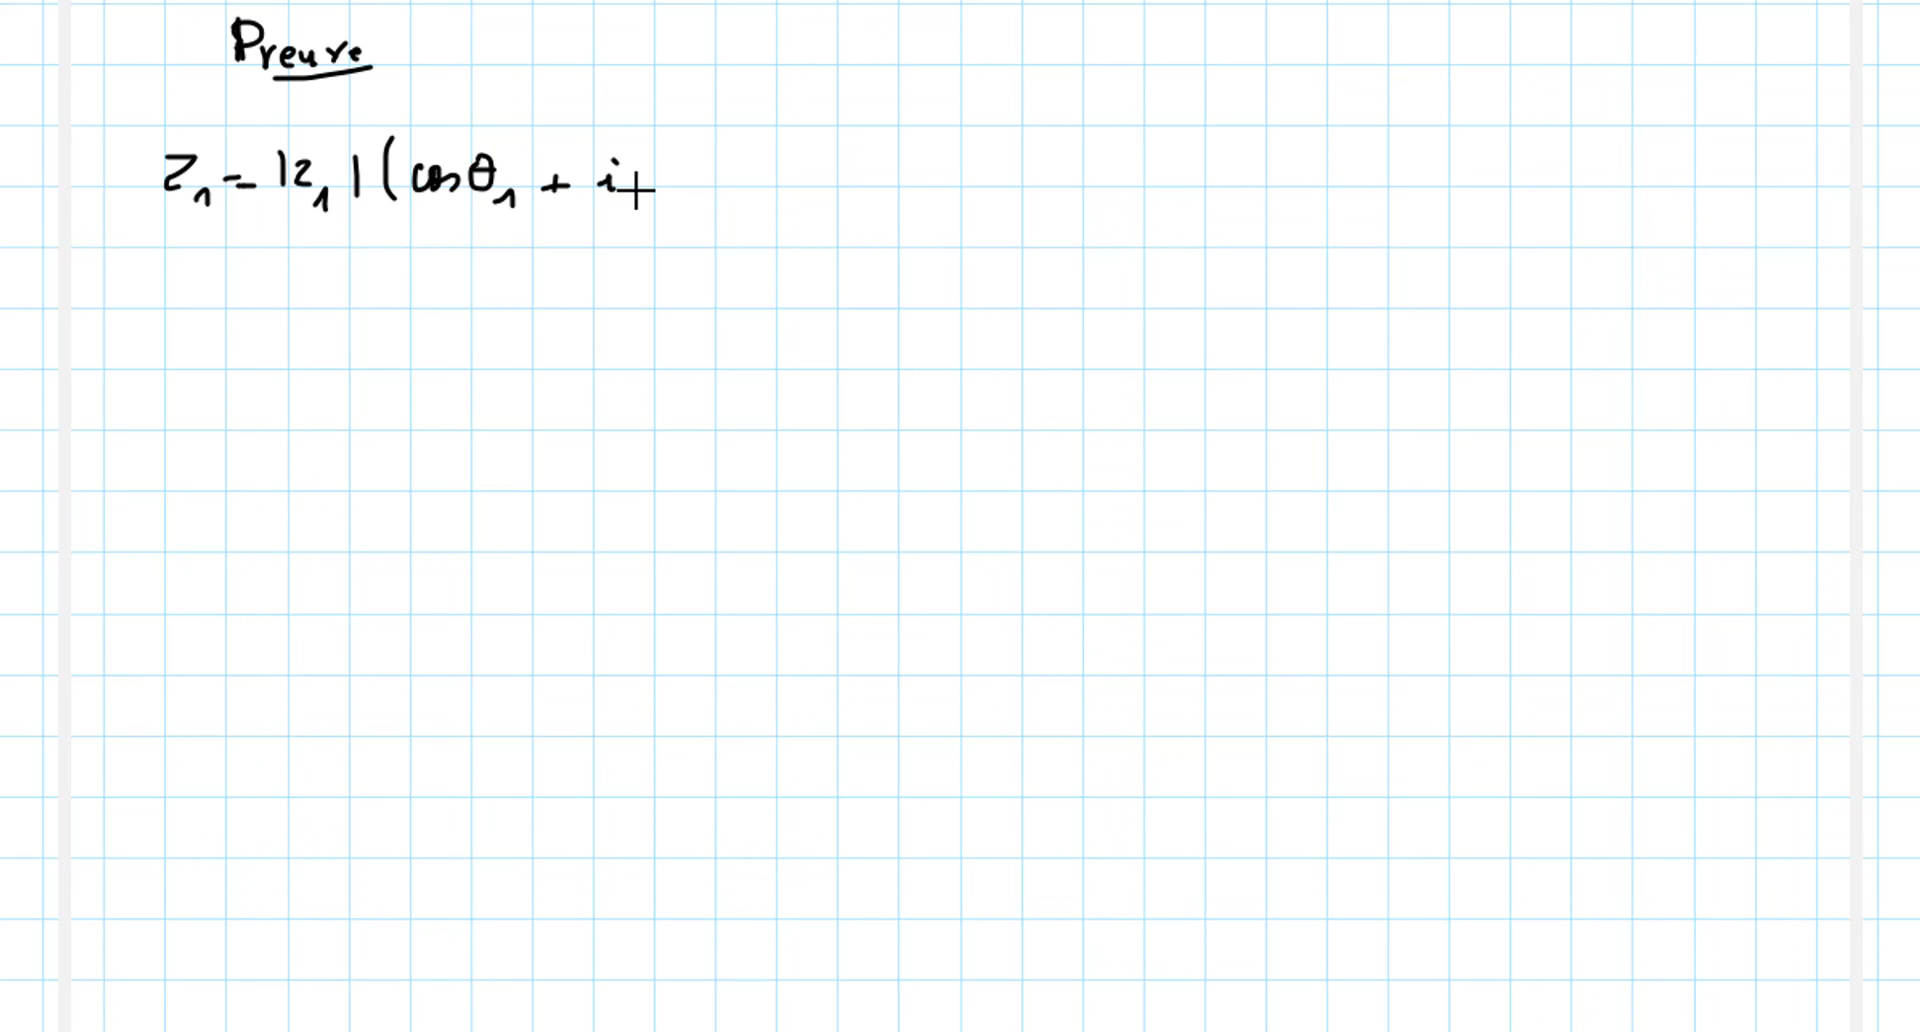 Preuve
z₁ = |z₁| (cos θ₁ + i